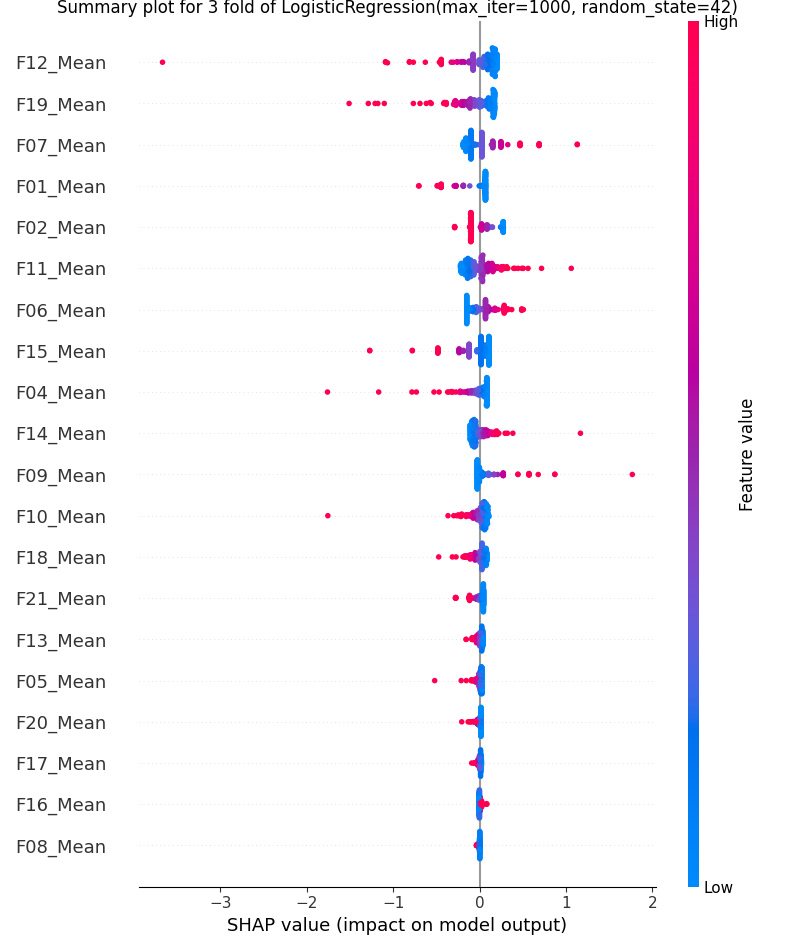 Summary plot for 3 fold of LogisticRegression(max_iter=1000, random_state=42)
High
F12_Mean
F19_Mean
F07_Mean
F01_Mean
F02_Mean
F11_Mean
F06_Mean
F15_Mean
F04_Mean
F14_Mean
F09_Mean
F10_Mean
F18_Mean
F21_Mean
F13_Mean
F05_Mean
F20_Mean
F17_Mean
F16_Mean
F08_Mean
Feature value
Low
−3 −2 −1 0 1 2
SHAP value (impact on model output)